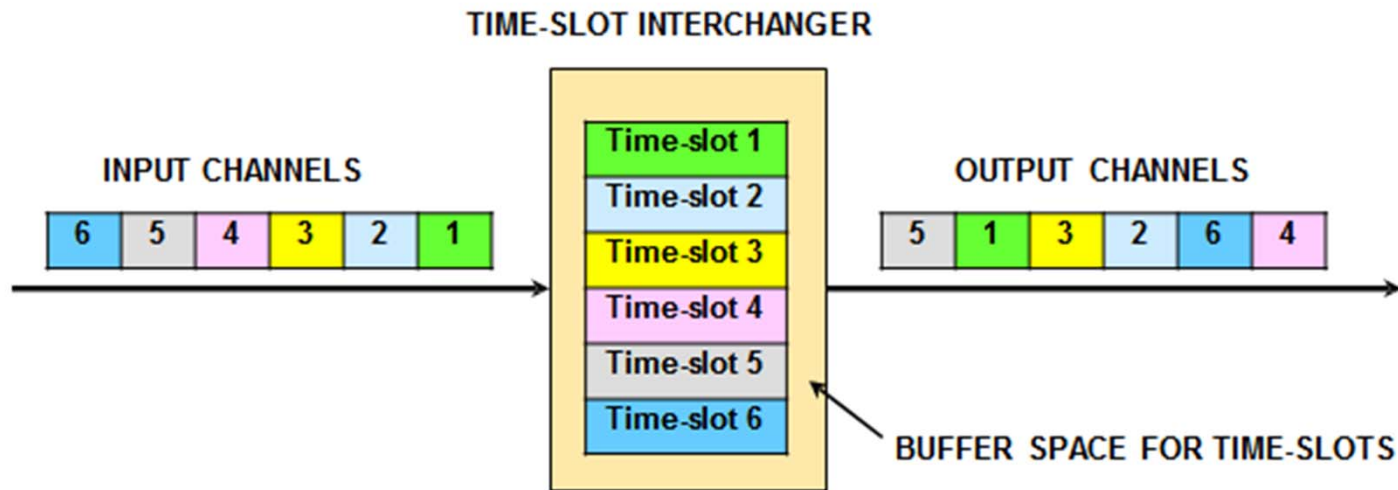 TIME-SLOT INTERCHANGER
INPUT CHANNELS
6 5 4 3 2 1
Time-slot 1
Time-slot 2
Time-slot 3
Time-slot 4
Time-slot 5
Time-slot 6
OUTPUT CHANNELS
5 1 3 2 6 4
BUFFER SPACE FOR TIME-SLOTS